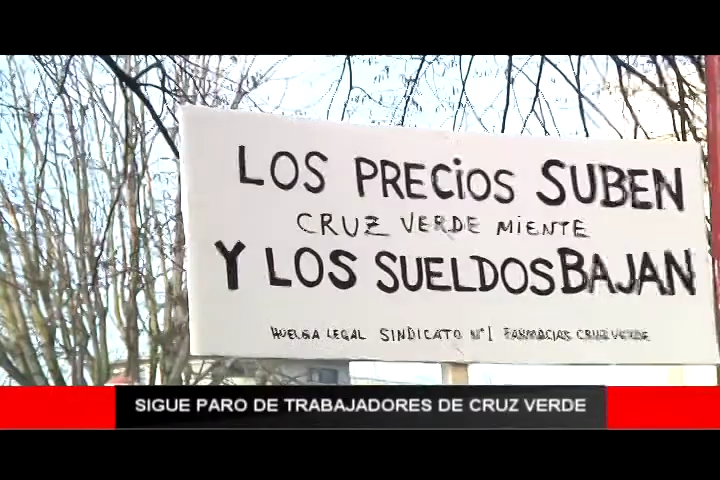 LOS PRECIOS SUBEN
CRUZ VERDE MIENTE
Y LOS SUELDOS BAJAN
HUELGA LEGAL SINDICATO Nº1 FARMACIAS CRUZ VERDE
SIGUE PARO DE TRABAJADORES DE CRUZ VERDE